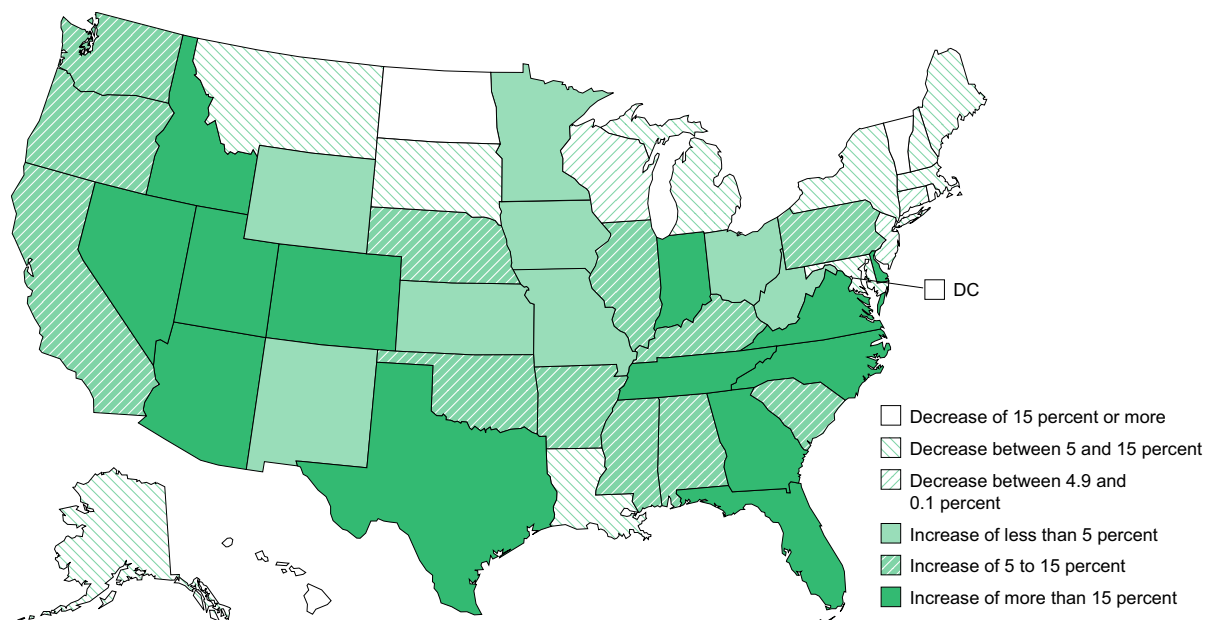 DC
Decrease of 15 percent or more
Decrease between 5 and 15 percent
Decrease between 4.9 and
0.1 percent
Increase of less than 5 percent
Increase of 5 to 15 percent
Increase of more than 15 percent